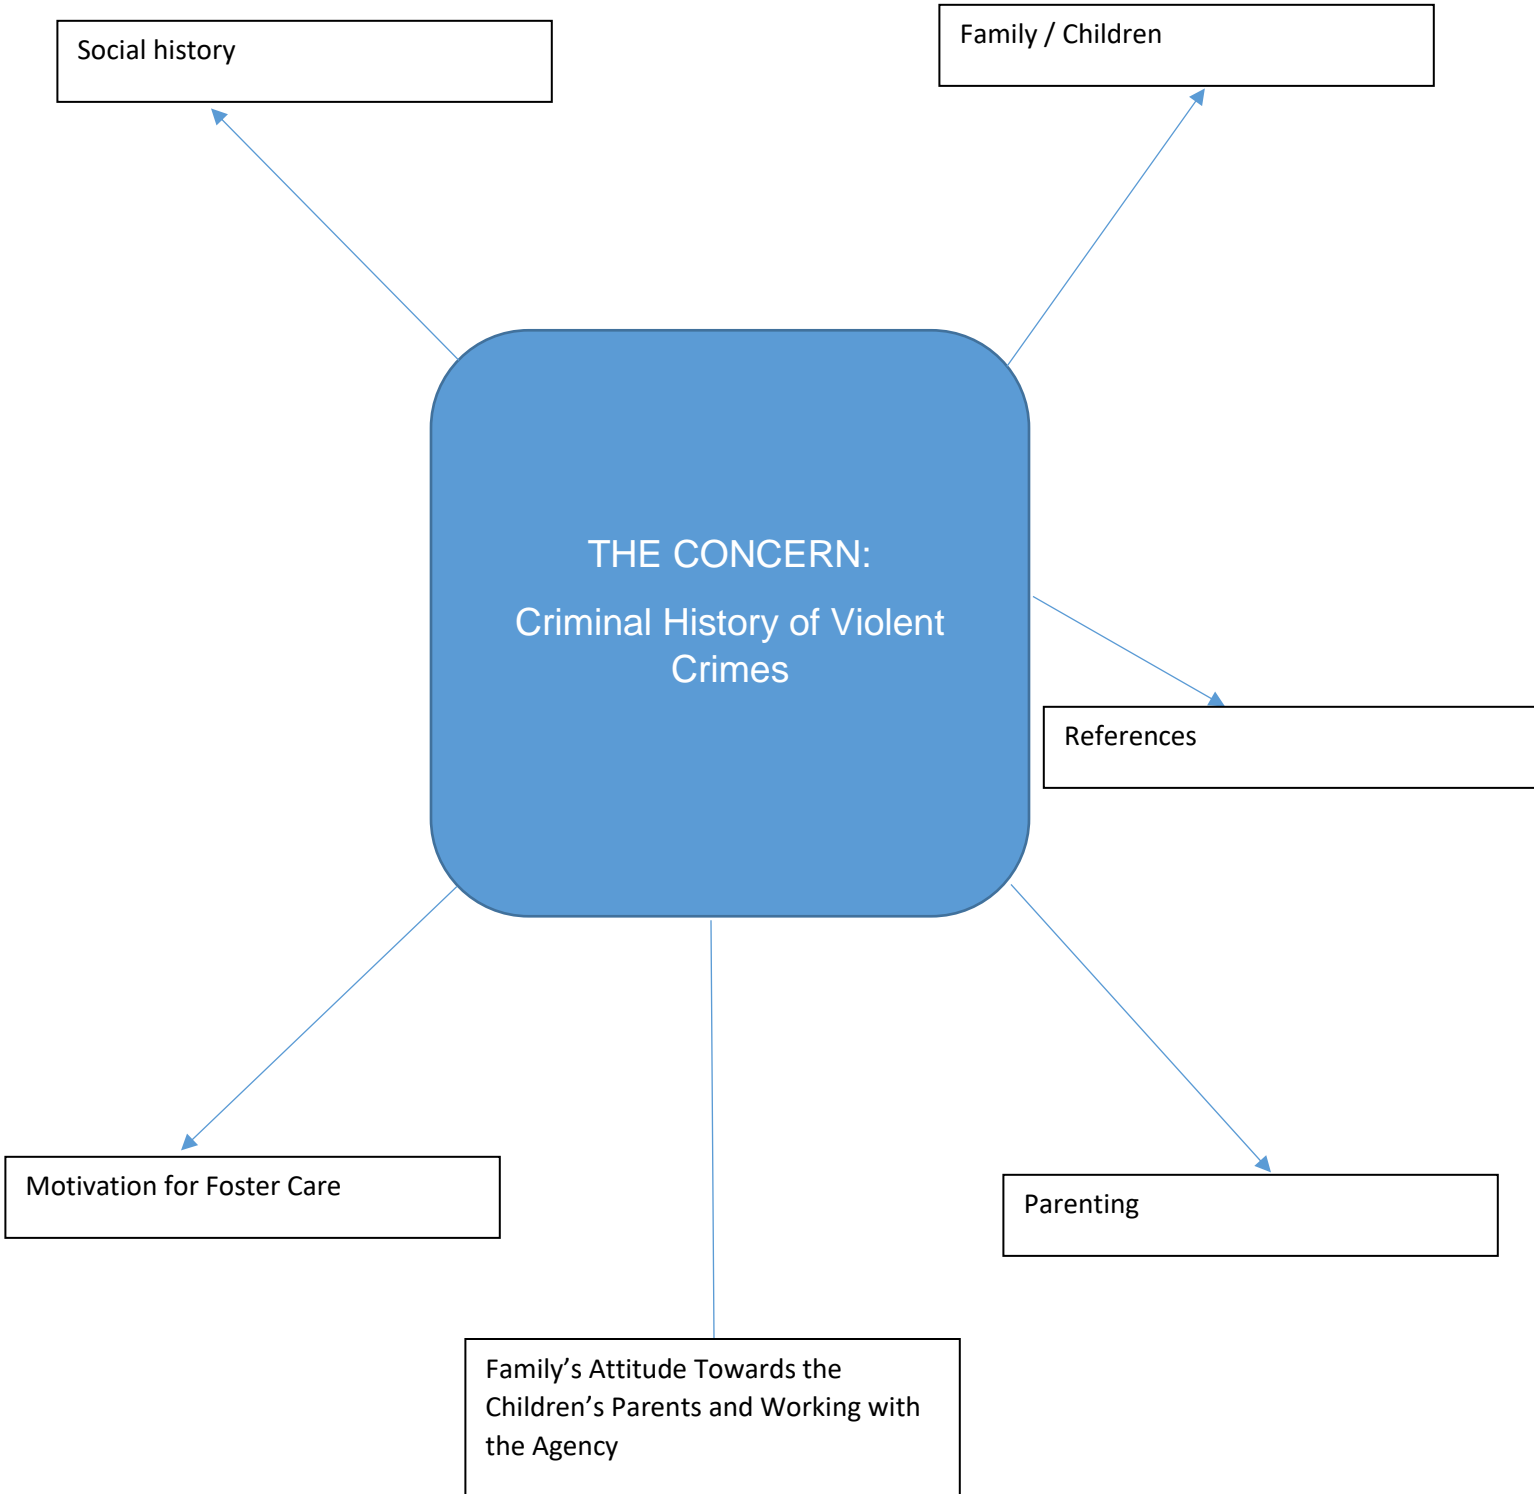 Social history
Family / Children
THE CONCERN:
Criminal History of Violent
Crimes
References
Motivation for Foster Care
Parenting
Family’s Attitude Towards the
Children’s Parents and Working with
the Agency